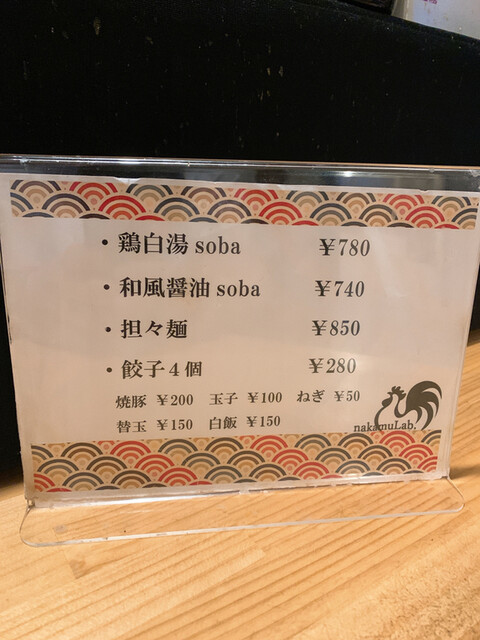 ・鶏白湯 soba ¥780
・和風醤油 soba ¥740
・担々麺 ¥850
・餃子４個 ¥280
焼豚 ¥200 玉子 ¥100 ねぎ ¥50
替玉 ¥150 白飯 ¥150
nakamuLab.